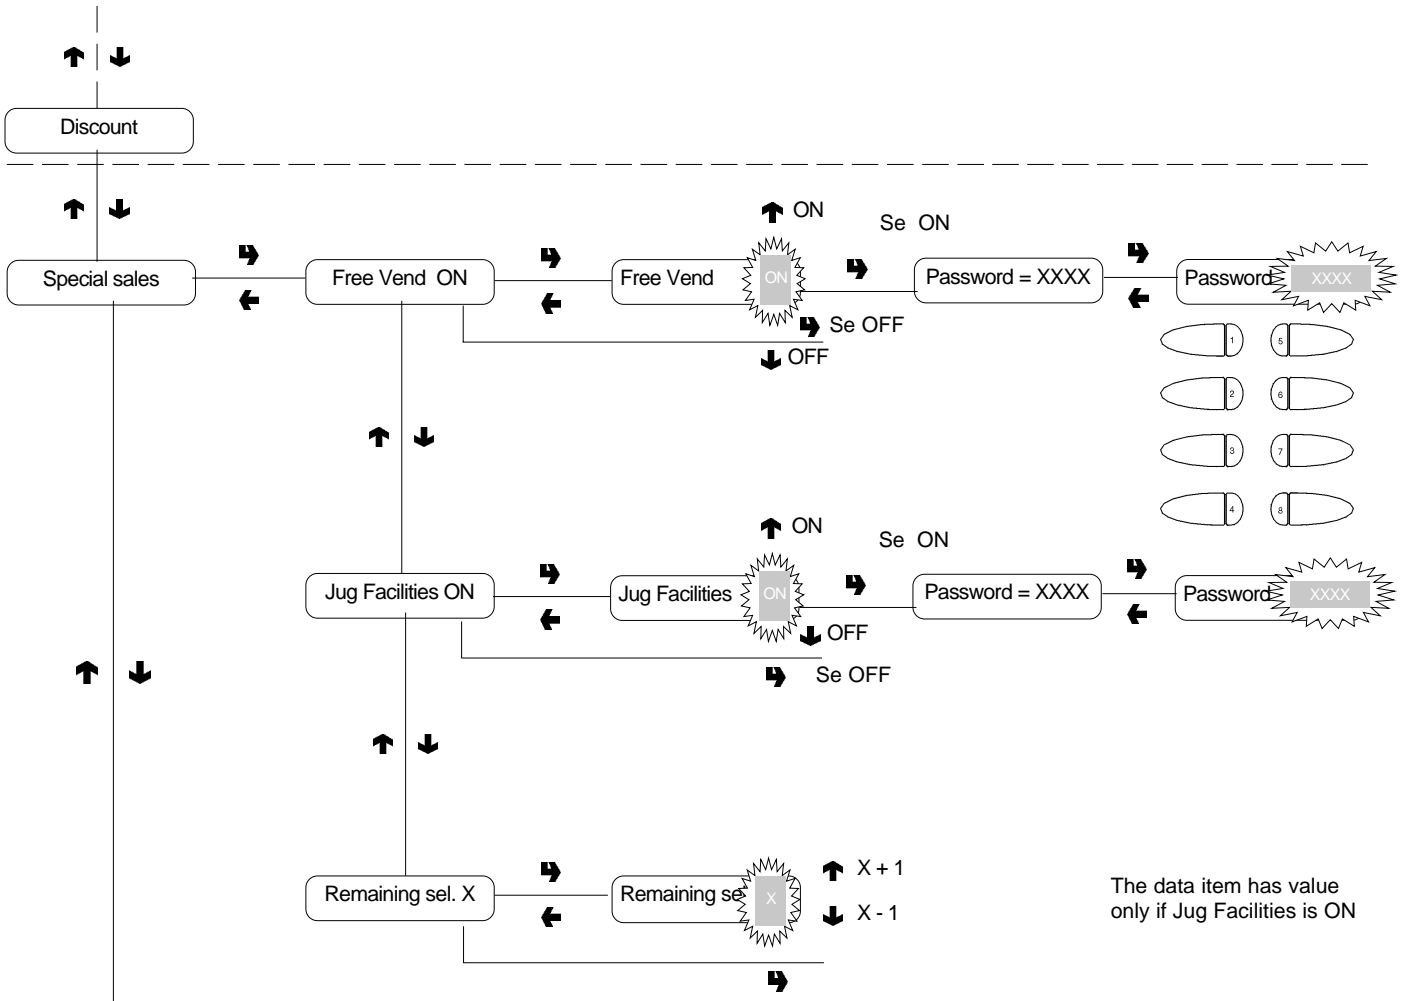 Discount
ON
Se ON
Special sales
Free Vend ON
Free Vend
ON
Password = XXXX
Password
XXXX
Se OFF
OFF
1
5
2
6
3
7
4
8
ON
Se ON
Jug Facilities ON
Jug Facilities
ON
Password = XXXX
Password
XXXX
OFF
Se OFF
Remaining sel. X
Remaining se
X
X + 1
X - 1
The data item has value
only if Jug Facilities is ON